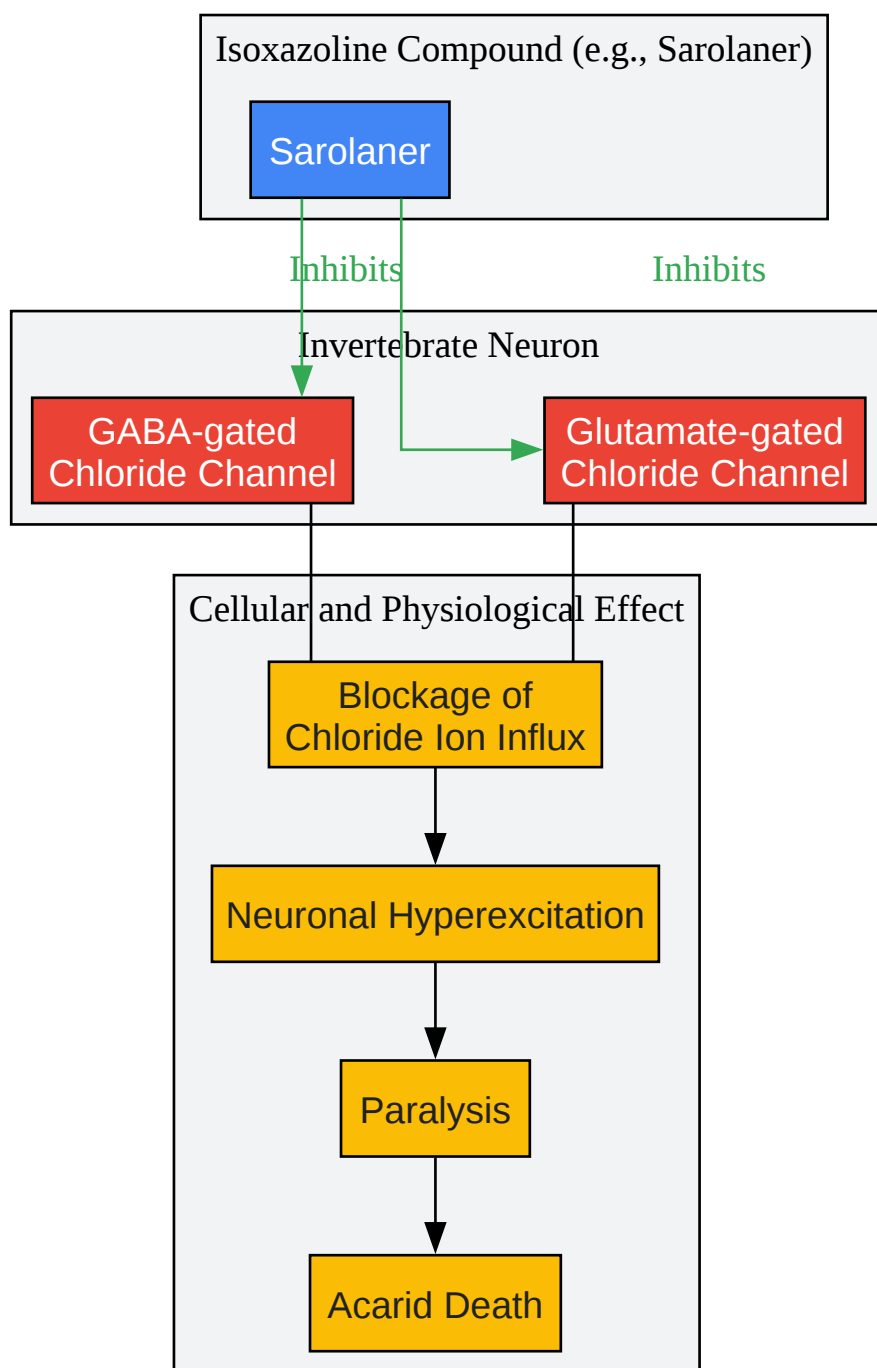 Isoxazoline Compound (e.g., Sarolaner)
Sarolaner
Inhibits
Inhibits
Invertebrate Neuron
GABA-gated
Chloride Channel
Glutamate-gated
Chloride Channel
Cellular and Physiological Effect
Blockage of
Chloride Ion Influx
Neuronal Hyperexcitation
Paralysis
Acarid Death